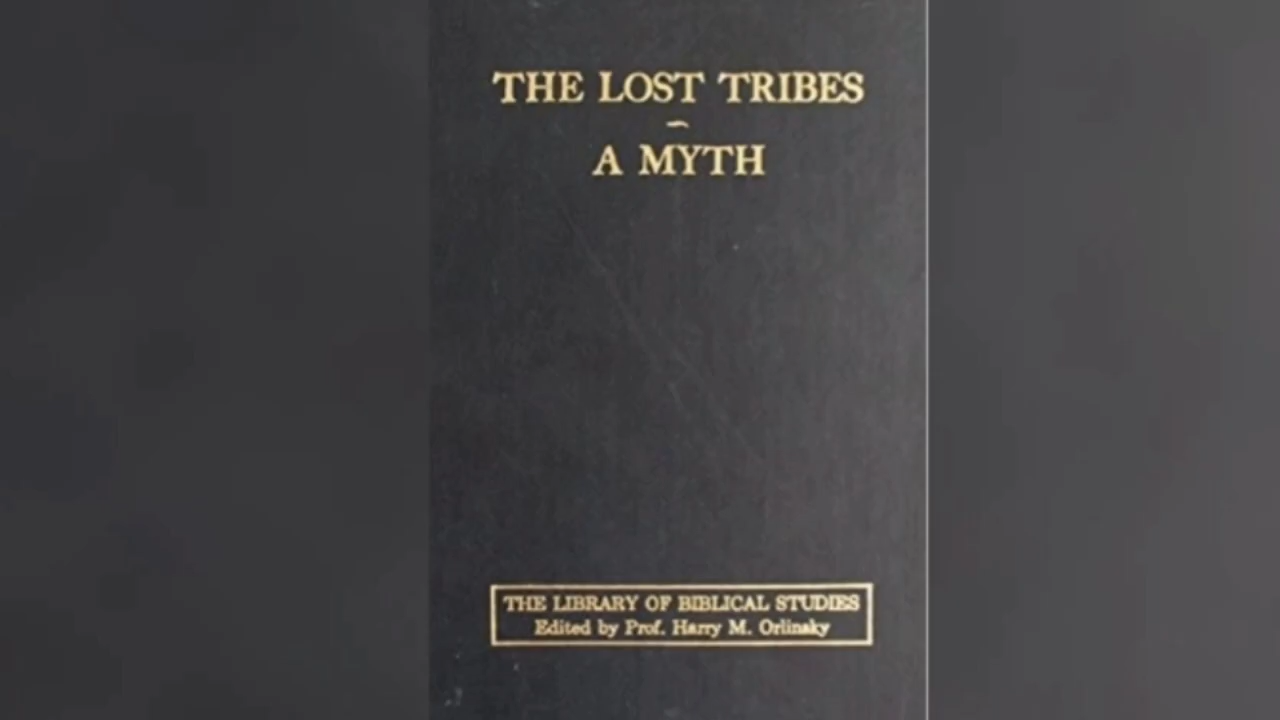 THE LOST TRIBES
~
A MYTH
THE LIBRARY OF BIBLICAL STUDIES
Edited by Prof. Harry M. Orlinsky